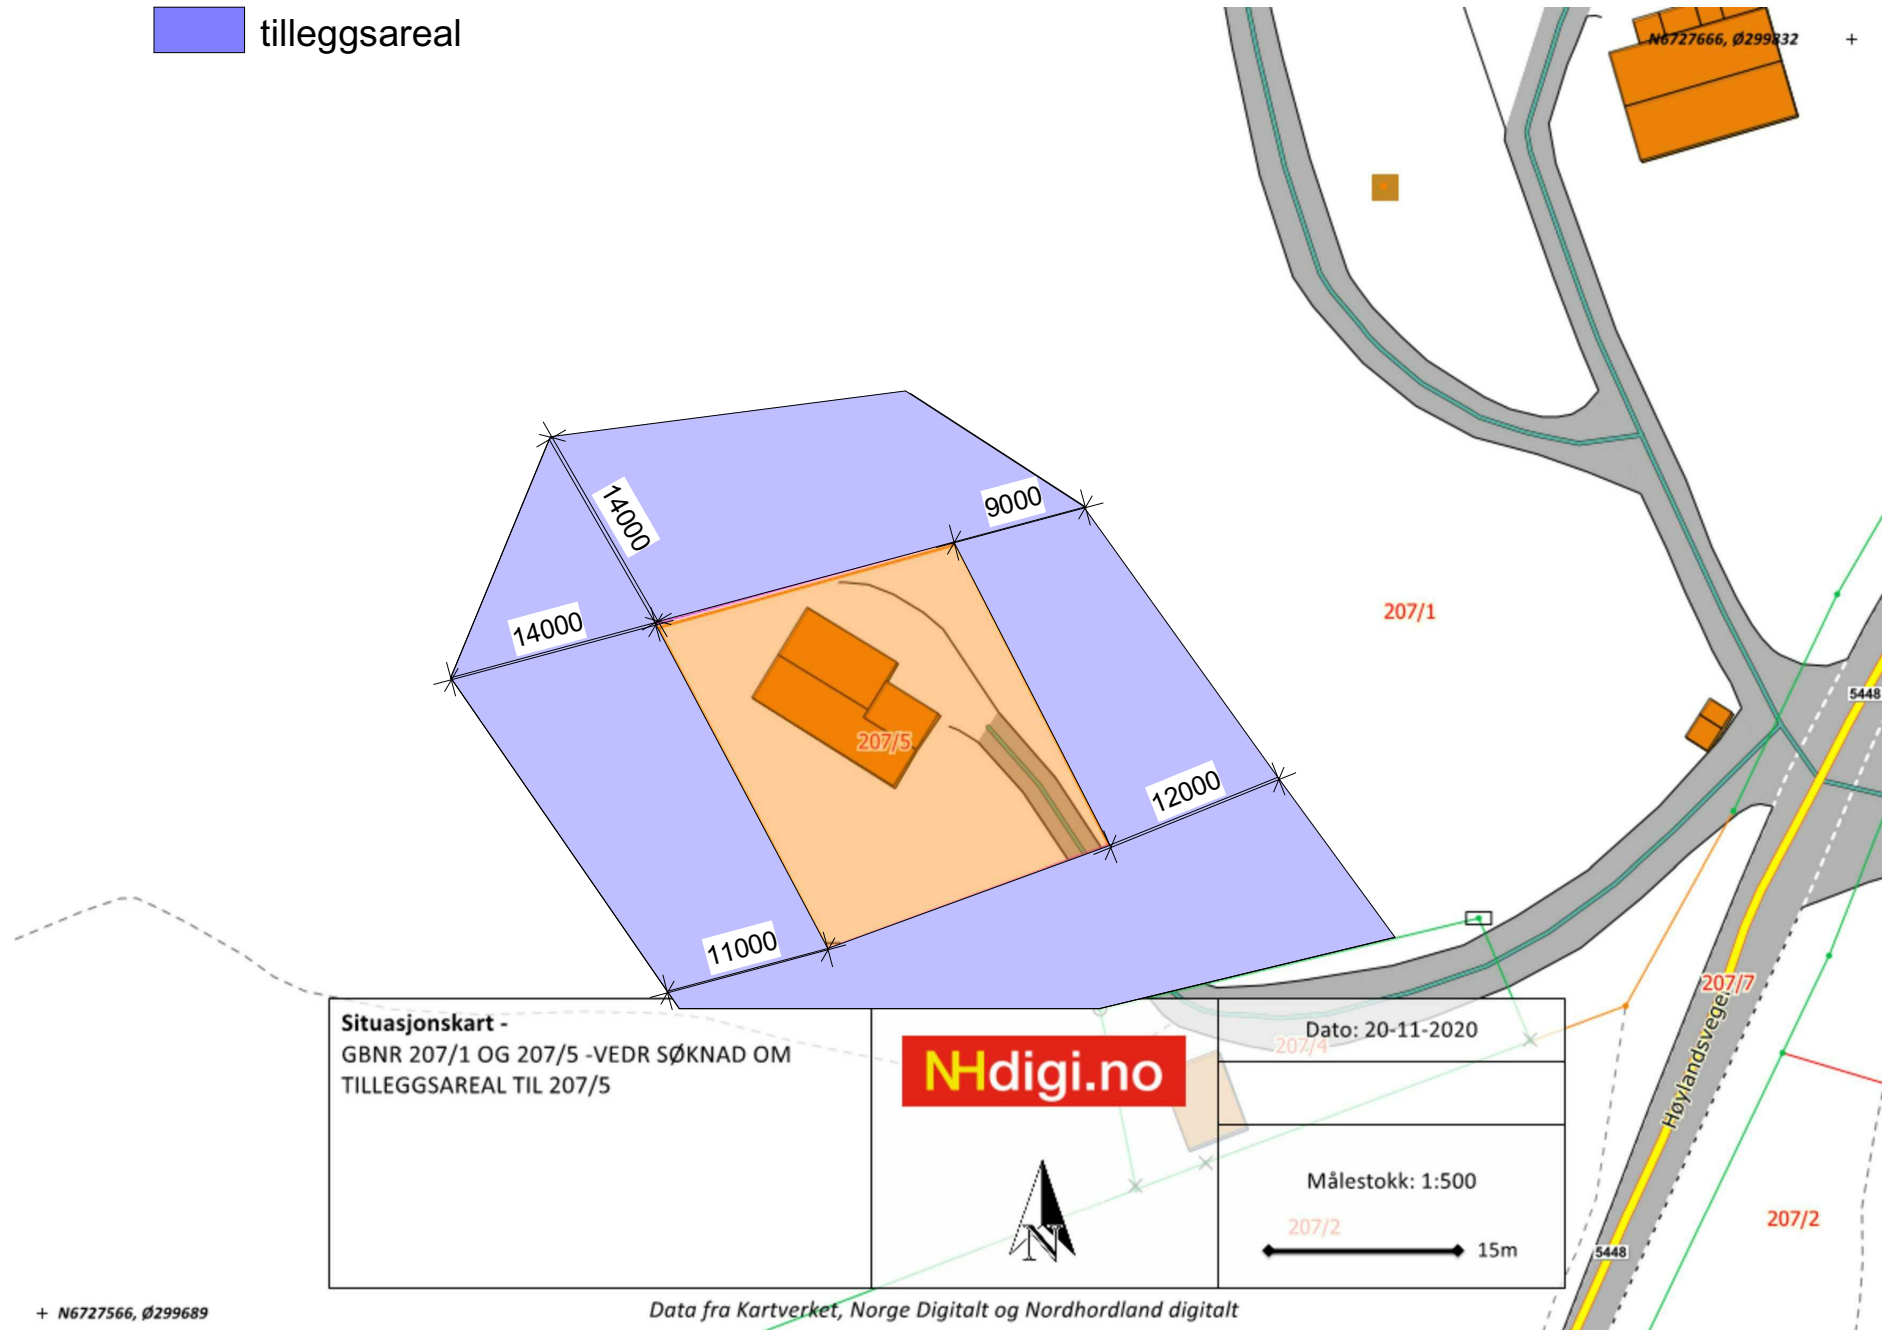 tilleggsareal
N6727666, Ø299832
14000
9000
14000
207/1
5448
207/5
12000
11000
207/7
Høylandsvegen
Situasjonskart -
GBNR 207/1 OG 207/5 -VEDR SØKNAD OM
TILLEGGSAREAL TIL 207/5
NHdigi.no
N
Dato: 20-11-2020
207/4
Målestokk: 1:500
207/2
15m
207/2
5448
N6727566, Ø299689
Data fra Kartverket, Norge Digitalt og Nordhordland digitalt